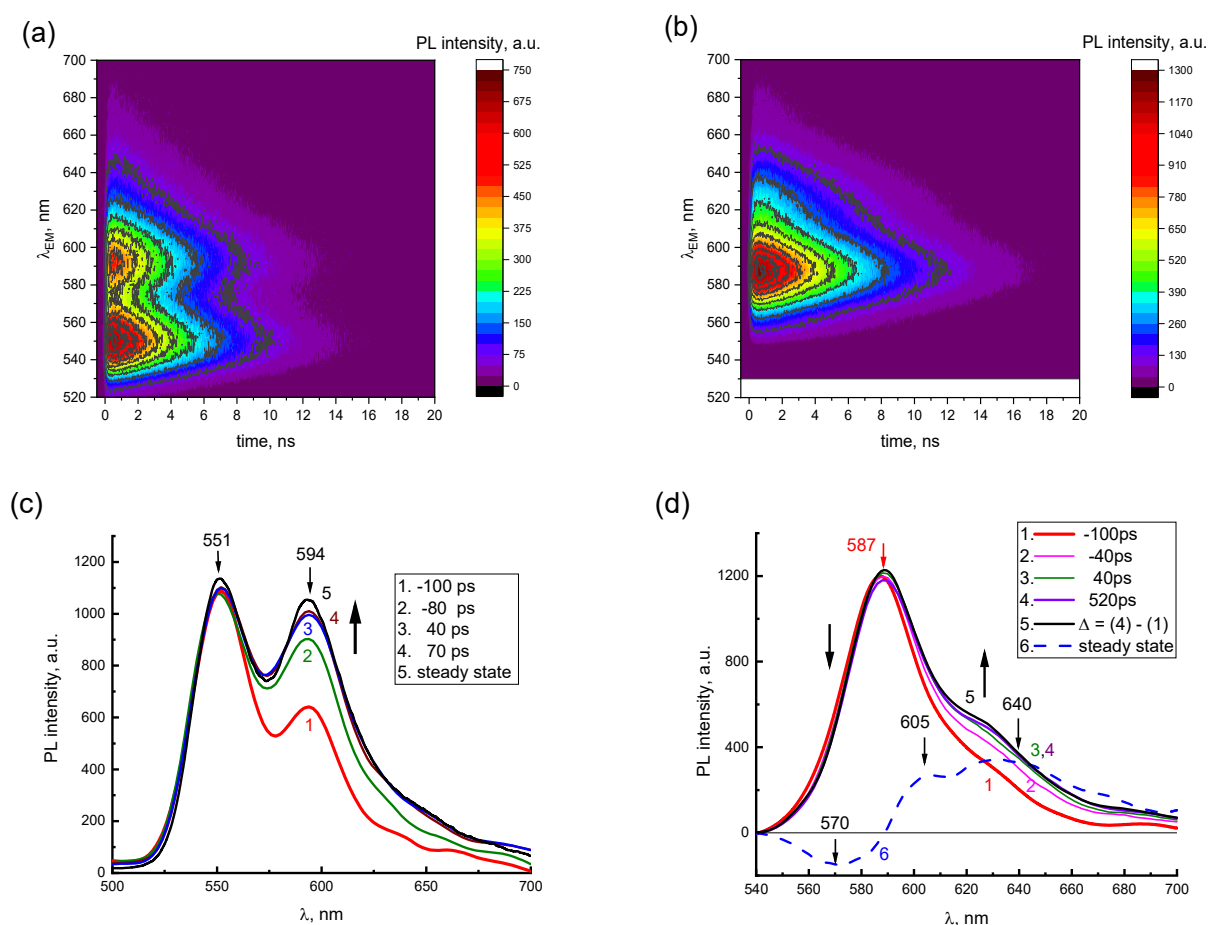 (a)
PL intensity, a.u.
700
680
660
640
620
600
580
560
540
520
λEM, nm
0 2 4 6 8 10 12 14 16 18 20
time, ns
750
675
600
525
450
375
300
225
150
75
0
(b)
PL intensity, a.u.
700
680
660
640
620
600
580
560
540
520
λEM, nm
0 2 4 6 8 10 12 14 16 18 20
time, ns
1300
1170
1040
910
780
650
520
390
260
130
0
(c)
551
594
1200
1000
800
600
400
200
0
PL intensity, a.u.
5
4
3
2
1
1. -100 ps
2. -80 ps
3. 40 ps
4. 70 ps
5. steady state
500 550 600 650 700
λ, nm
(d)
587
605
640
570
1200
800
400
0
PL intensity, a.u.
5
3,4
2
1
6
1. -100ps
2. -40ps
3. 40ps
4. 520ps
5. Δ = (4) - (1)
6. steady state
540 560 580 600 620 640 660 680 700
λ, nm